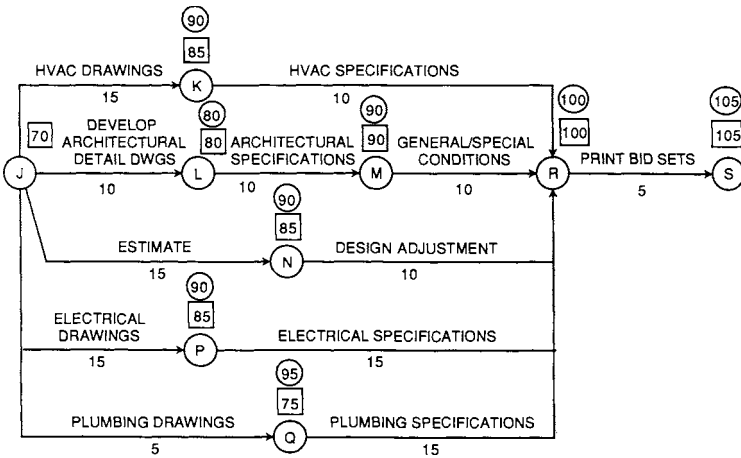 90
85
HVAC DRAWINGS
15
K
HVAC SPECIFICATIONS
10
70
J
DEVELOP
ARCHITECTURAL
DETAIL DWGS
10
80
80
L
ARCHITECTURAL
SPECIFICATIONS
10
90
90
M
GENERAL/SPECIAL
CONDITIONS
10
100
100
R
PRINT BID SETS
5
105
105
S
ESTIMATE
15
90
85
N
DESIGN ADJUSTMENT
10
ELECTRICAL
DRAWINGS
15
90
85
P
ELECTRICAL SPECIFICATIONS
15
PLUMBING DRAWINGS
5
95
75
Q
PLUMBING SPECIFICATIONS
15